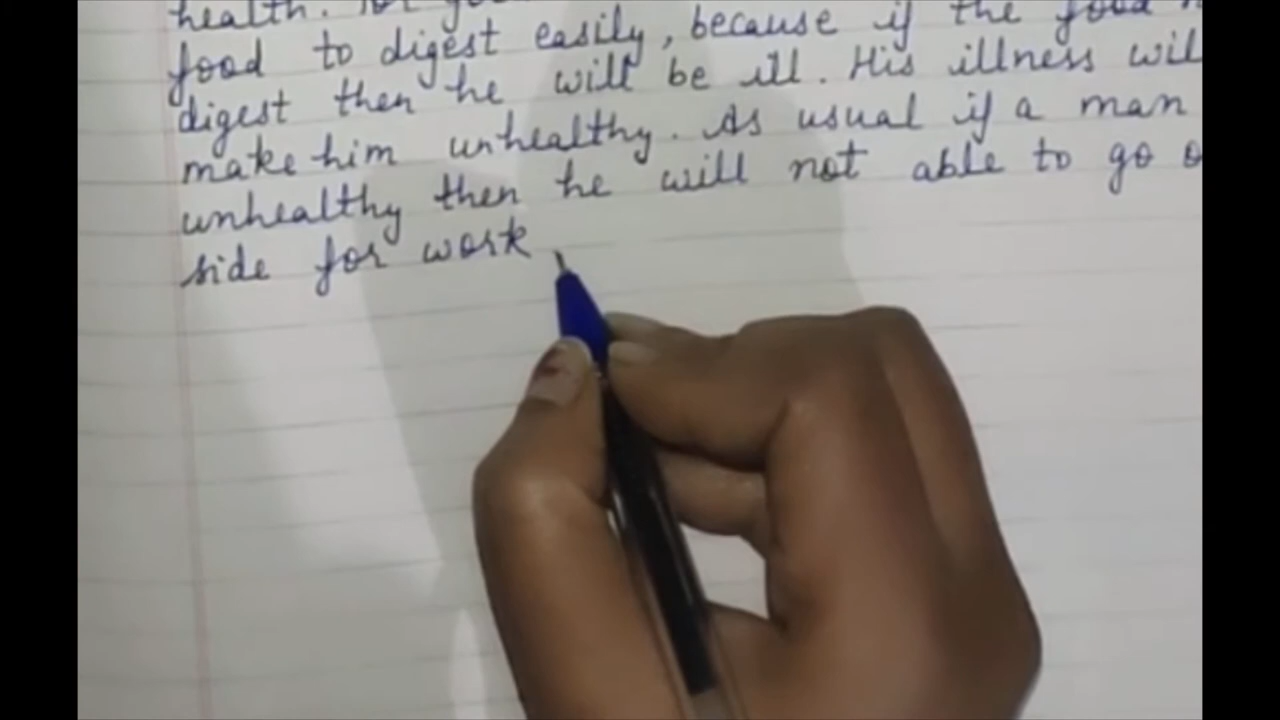 health.
food to digest easily, because if the food
digest then he will be ill. His illness wil
make him unhealthy. As usual if a man
unhealthy then he will not able to go o
side for work